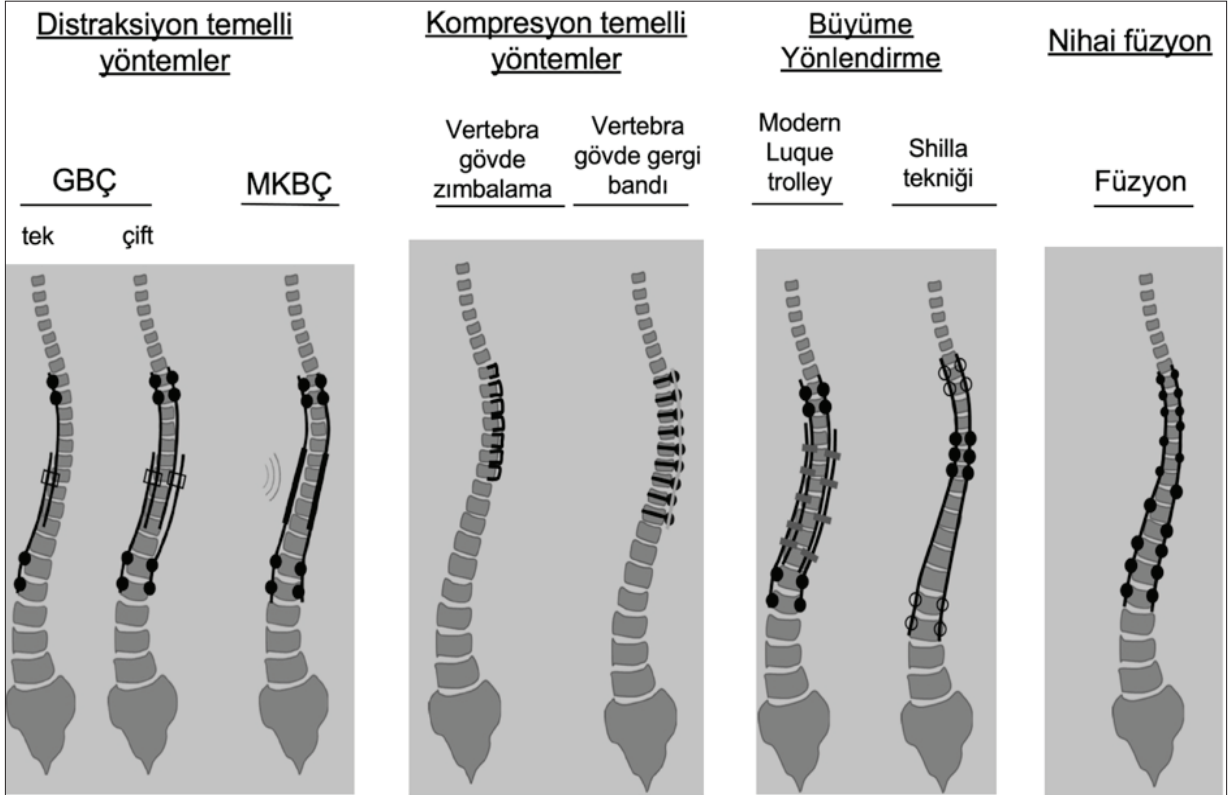 Distraksiyon temelli
yöntemler
GBÇ
tek
çift
MKBÇ
Kompresyon temelli
yöntemler
Vertebra
gövde
zımbalama
Vertebra
gövde gergi
bandı
Büyüme
Yönlendirme
Modern
Luque
trolley
Shilla
tekniği
Nihai füzyon
Füzyon